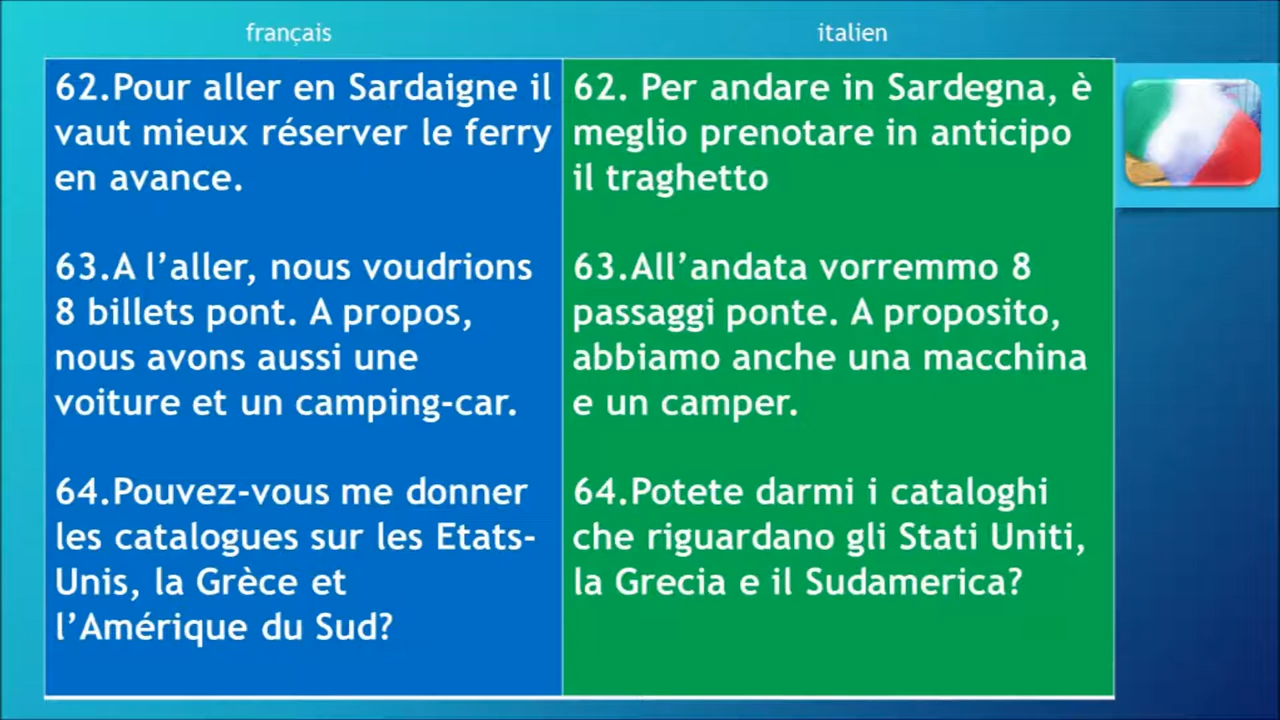 français
italien
62.Pour aller en Sardaigne il
vaut mieux réserver le ferry
en avance.
63.A l’aller, nous voudrions
8 billets pont. A propos,
nous avons aussi une
voiture et un camping-car.
64.Pouvez-vous me donner
les catalogues sur les Etats-
Unis, la Grèce et
l’Amérique du Sud?
62. Per andare in Sardegna, è
meglio prenotare in anticipo
il traghetto
63.All’andata vorremmo 8
passaggi ponte. A proposito,
abbiamo anche una macchina
e un camper.
64.Potete darmi i cataloghi
che riguardano gli Stati Uniti,
la Grecia e il Sudamerica?